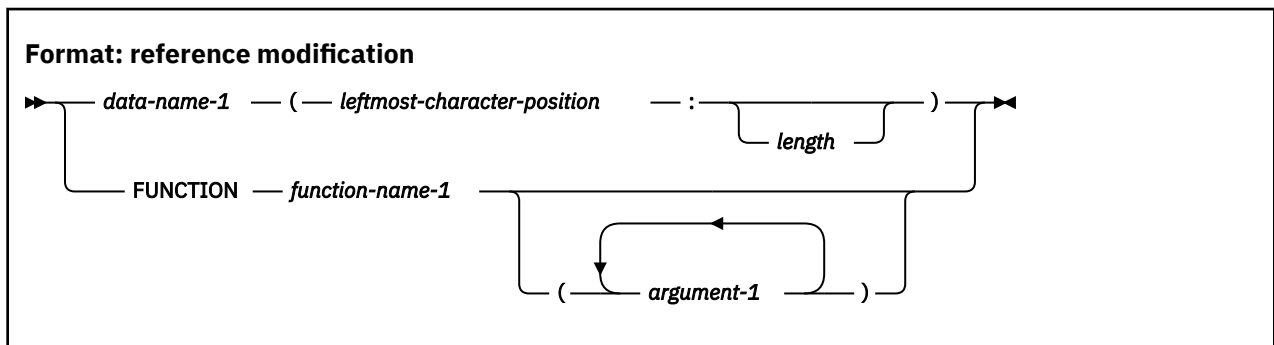 Format: reference modification
data-name-1 ( leftmost-character-position : )
length
FUNCTION function-name-1
( argument-1 )